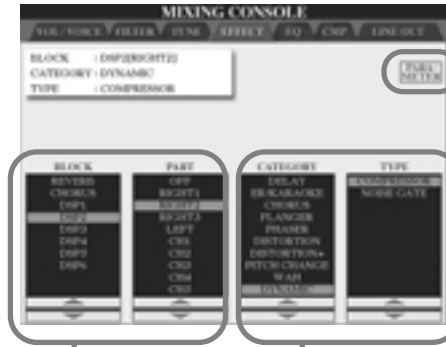 MIXING CONSOLE
VOL/VOICE FILTER TUNE EFFECT EQ CMP LINE OUT
BLOCK : DSP2[RIGHT2]
CATEGORY : DYNAMIC
TYPE : COMPRESSOR
PARA-
METER
BLOCK PART CATEGORY TYPE
REVERB OFF DELAY COMPRESSOR
CHORUS RIGHT1 ER/KARAOKE NOISE GATE
DSP1 RIGHT2 CHORUS
DSP2 RIGHT3 FLANGER
DSP3 LEFT PHASER
DSP4 CH1 DISTORTION
DSP5 CH2 DISTORTION+
DSP6 CH3 PITCH CHANGE
CH4 WAH
CH5 DYNAMIC